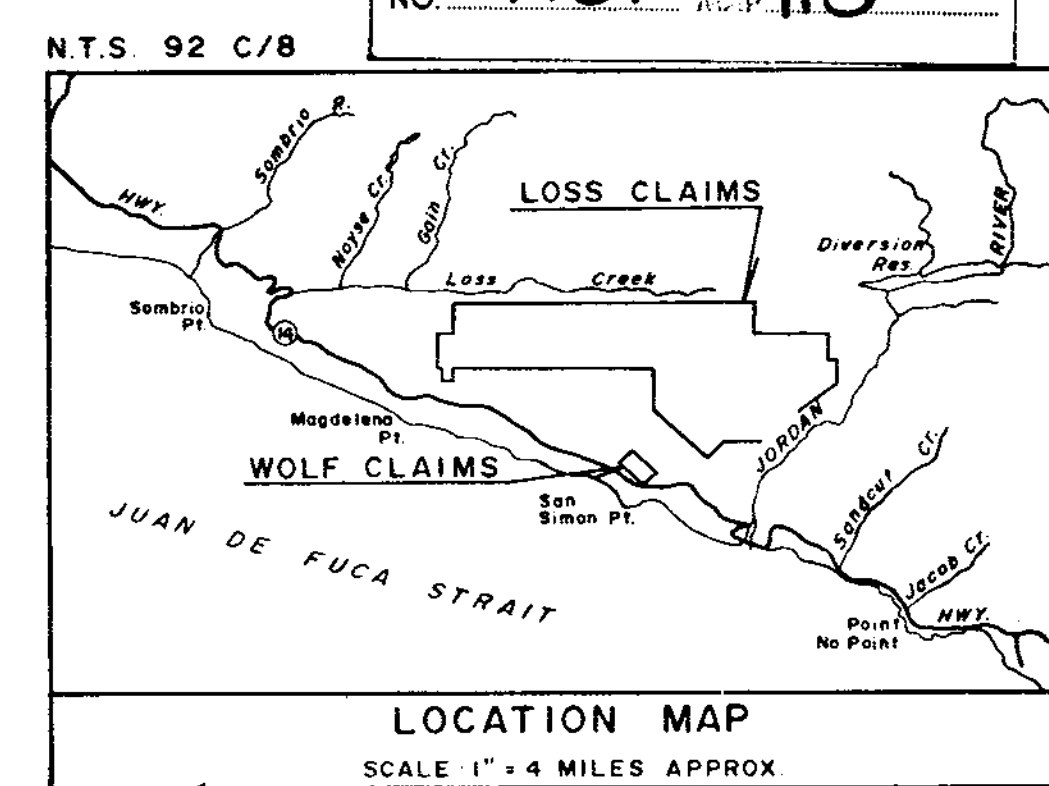 NO.
MAP
N.T.S. 92 C/8
Sombrio R.
HWY.
Noyse Cr.
Gain Cr.
LOSS CLAIMS
RIVER
Diversion
Res.
Loss Creek
Sombrio
Pt.
14
Magdelena
Pt.
JORDAN
WOLF CLAIMS
San
Simon Pt.
Sandcut Cr.
JUAN DE FUCA STRAIT
Jacob Cr.
HWY.
Point
No Point
LOCATION MAP
SCALE 1" = 4 MILES APPROX.